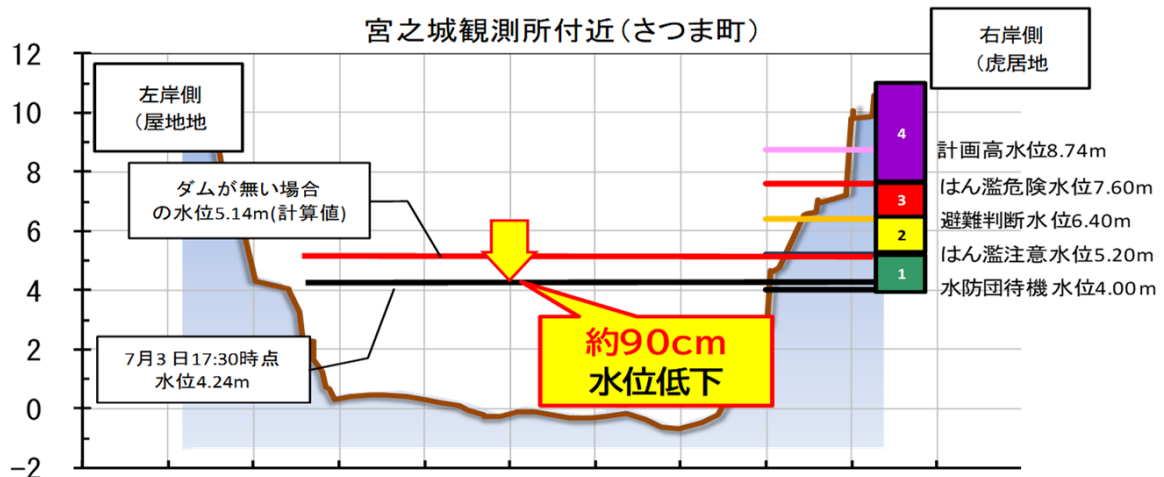 宮之城観測所付近(さつま町)
左岸側
(屋地地
右岸側
(虎居地
12
10
8
6
4
2
0
-2
ダムが無い場合
の水位5.14m(計算値)
7月3日17:30時点
水位4.24m
約90cm
水位低下
4
3
2
1
計画高水位8.74m
はん濫危険水位7.60m
避難判断水位6.40m
はん濫注意水位5.20m
水防団待機水位4.00m